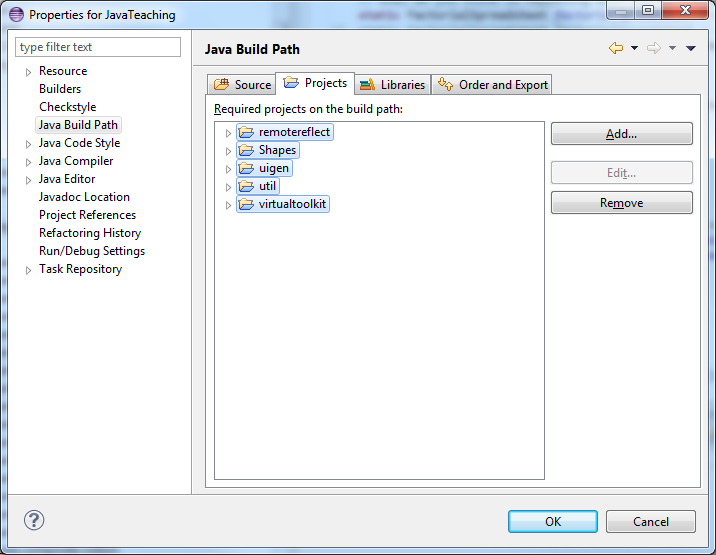 Properties for JavaTeaching
type filter text
Resource
Builders
Checkstyle
Java Build Path
Java Code Style
Java Compiler
Java Editor
Javadoc Location
Project References
Refactoring History
Run/Debug Settings
Task Repository
Java Build Path
Source Projects Libraries Order and Export
Required projects on the build path:
remotereflect
Shapes
uigen
util
virtualtoolkit
Add...
Edit...
Remove
OK Cancel